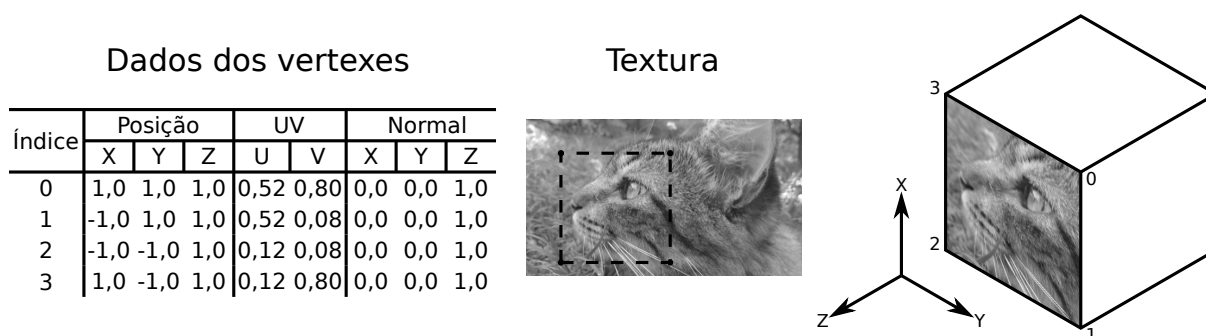 Dados dos vertexes
Textura
Índice Posição UV Normal
X Y Z U V X Y Z
0 1,0 1,0 1,0 0,52 0,80 0,0 0,0 1,0
1 -1,0 1,0 1,0 0,52 0,08 0,0 0,0 1,0
2 -1,0 -1,0 1,0 0,12 0,08 0,0 0,0 1,0
3 1,0 -1,0 1,0 0,12 0,80 0,0 0,0 1,0
3
0
2
1
X
Z
Y